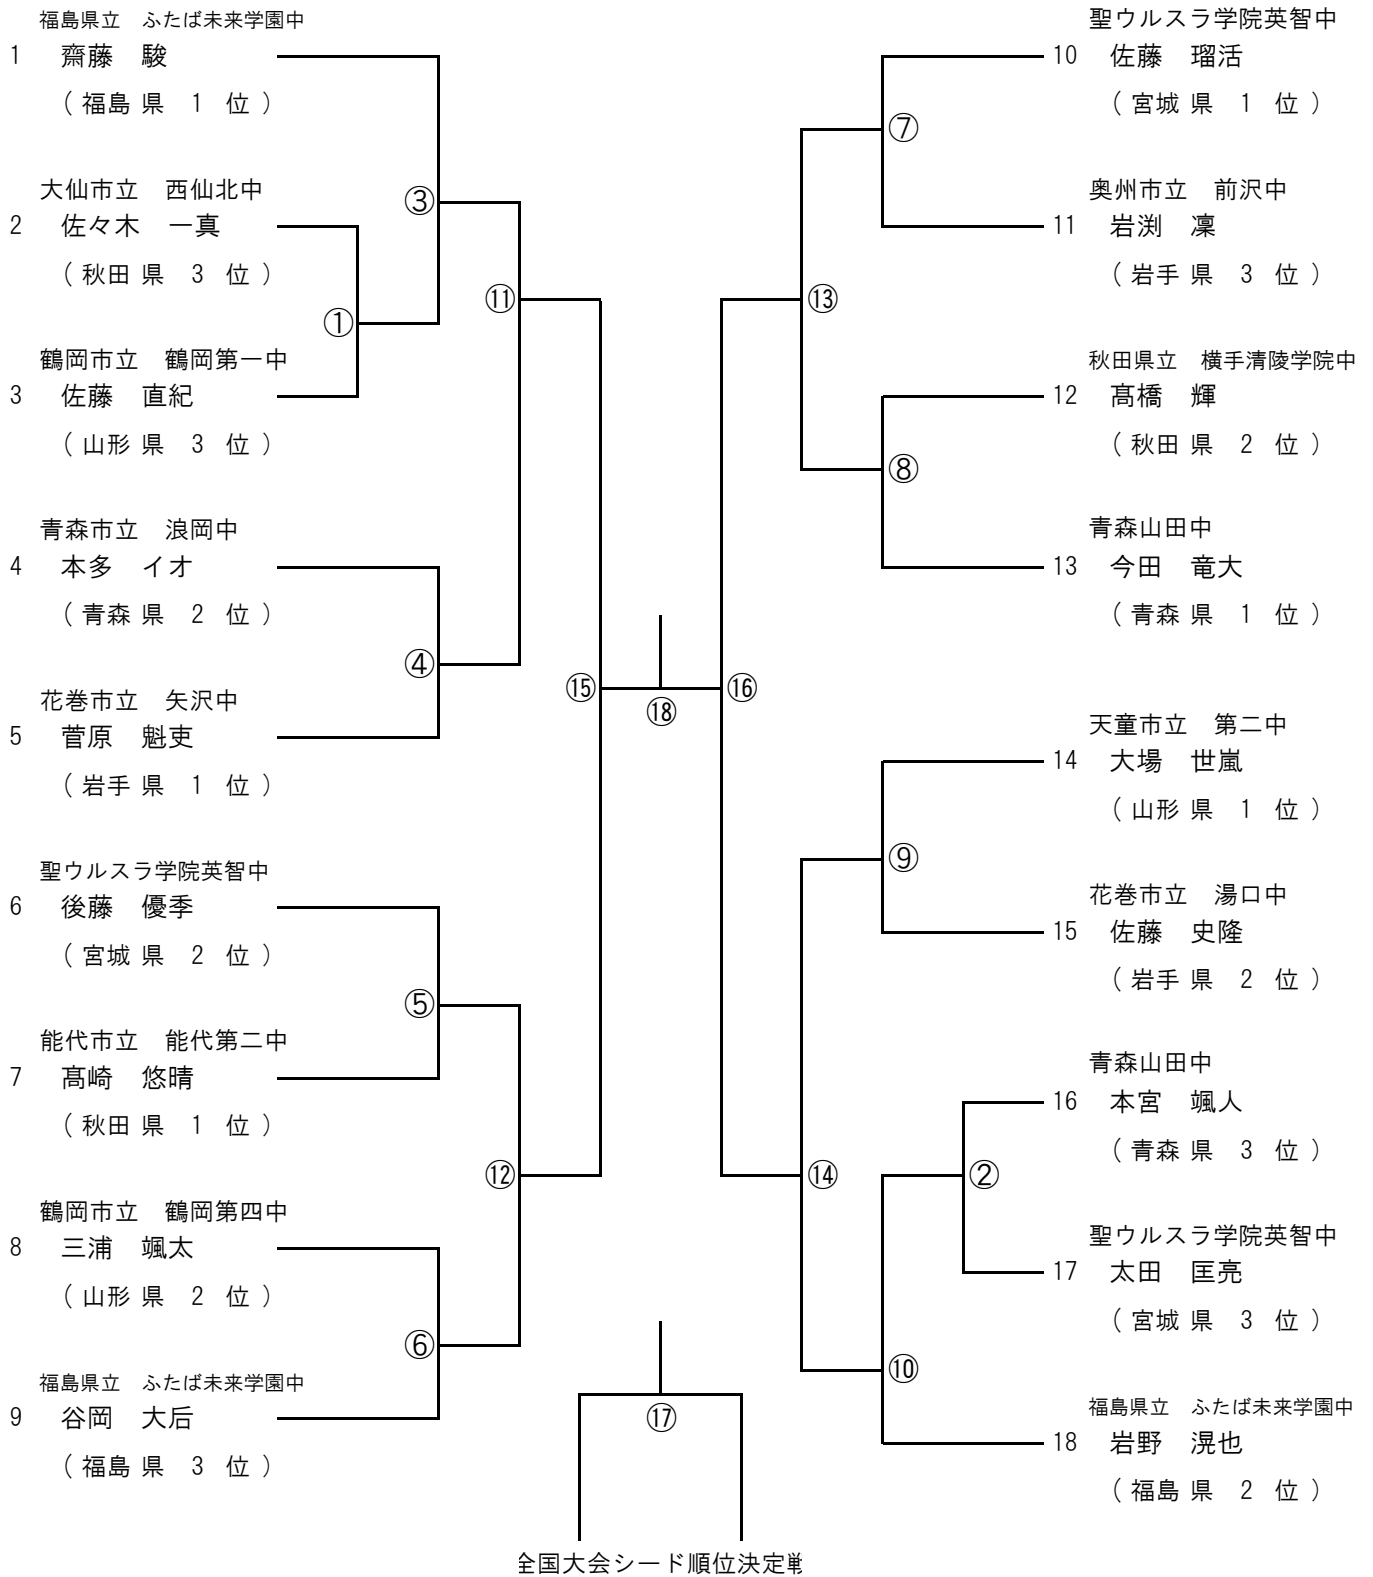 福島県立　ふたば未来学園中
1　齋藤　駿
（ 福島 県　1　位 ）
大仙市立　西仙北中
2　佐々木　一真
（ 秋田 県　3　位 ）
鶴岡市立　鶴岡第一中
3　佐藤　直紀
（ 山形 県　3　位 ）
青森市立　浪岡中
4　本多　イオ
（ 青森 県　2　位 ）
花巻市立　矢沢中
5　菅原　魁吏
（ 岩手 県　1　位 ）
聖ウルスラ学院英智中
6　後藤　優季
（ 宮城 県　2　位 ）
能代市立　能代第二中
7　髙崎　悠晴
（ 秋田 県　1　位 ）
鶴岡市立　鶴岡第四中
8　三浦　颯太
（ 山形 県　2　位 ）
福島県立　ふたば未来学園中
9　谷岡　大后
（ 福島 県　3　位 ）
①
③
④
⑤
⑥
⑪
⑫
⑮
⑱
⑰
全国大会シード順位決定戦
⑯
⑬
⑭
⑦
⑧
⑨
⑩
②
聖ウルスラ学院英智中
10　佐藤　瑠活
（ 宮城 県　1　位 ）
奥州市立　前沢中
11　岩渕　凜
（ 岩手 県　3　位 ）
秋田県立　横手清陵学院中
12　髙橋　輝
（ 秋田 県　2　位 ）
青森山田中
13　今田　竜大
（ 青森 県　1　位 ）
天童市立　第二中
14　大場　世嵐
（ 山形 県　1　位 ）
花巻市立　湯口中
15　佐藤　史隆
（ 岩手 県　2　位 ）
青森山田中
16　本宮　颯人
（ 青森 県　3　位 ）
聖ウルスラ学院英智中
17　太田　匡亮
（ 宮城 県　3　位 ）
福島県立　ふたば未来学園中
18　岩野　滉也
（ 福島 県　2　位 ）